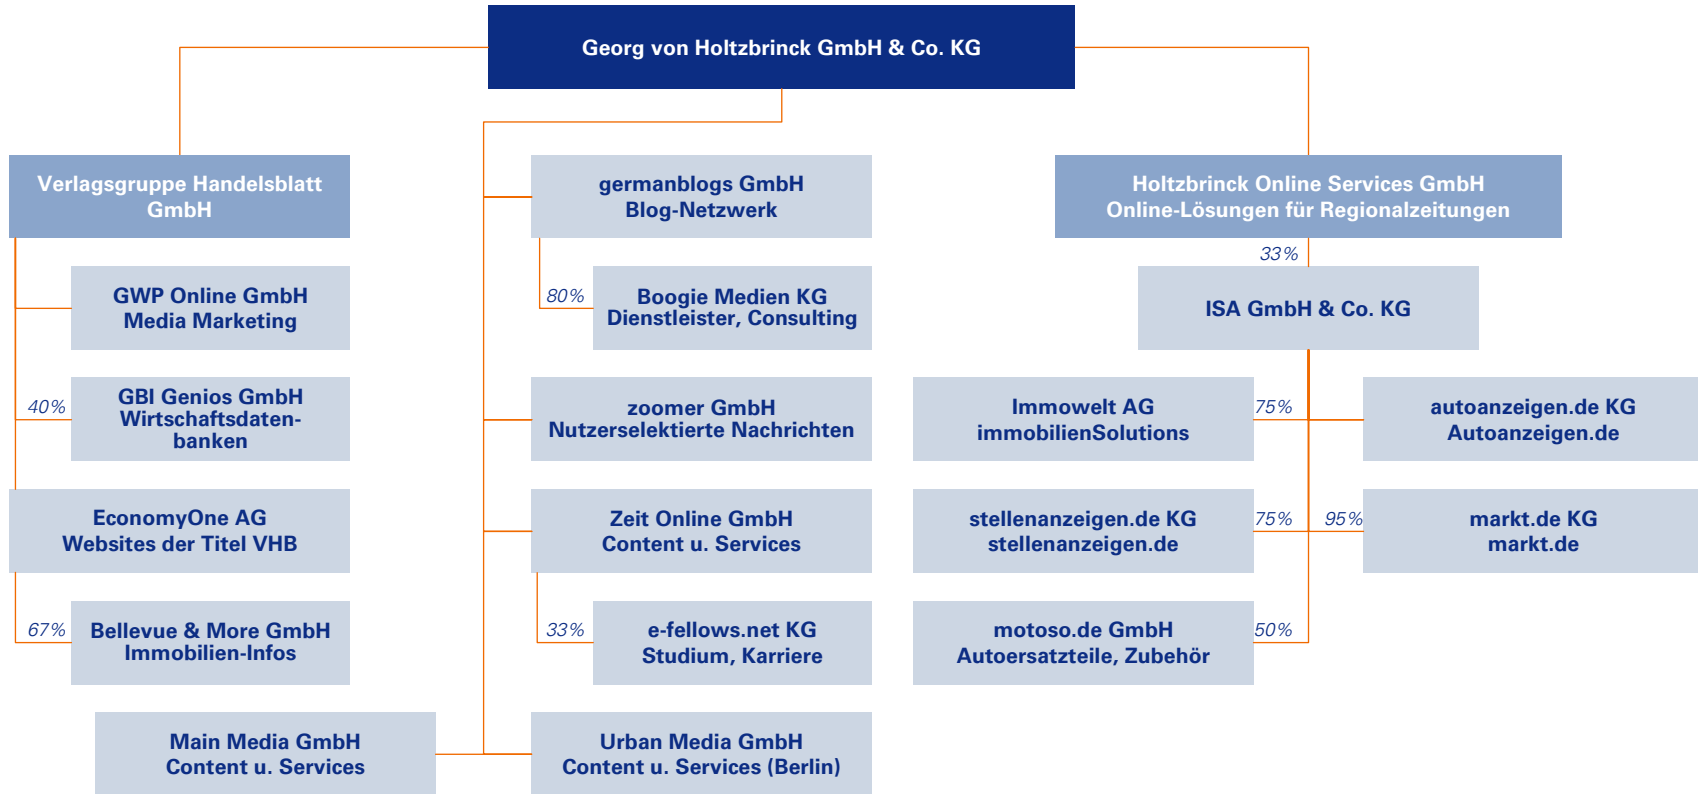 Georg von Holtzbrinck GmbH & Co. KG
Verlagsgruppe Handelsblatt
GmbH
GWP Online GmbH
Media Marketing
40%
GBI Genios GmbH
Wirtschaftsdaten-
banken
EconomyOne AG
Websites der Titel VHB
67%
Bellevue & More GmbH
Immobilien-Infos
Main Media GmbH
Content u. Services
germanblogs GmbH
Blog-Netzwerk
80%
Boogie Medien KG
Dienstleister, Consulting
zoomer GmbH
Nutzerselektierte Nachrichten
Zeit Online GmbH
Content u. Services
33%
e-fellows.net KG
Studium, Karriere
Urban Media GmbH
Content u. Services (Berlin)
Holtzbrinck Online Services GmbH
Online-Lösungen für Regionalzeitungen
33%
ISA GmbH & Co. KG
Immowelt AG
immobilienSolutions
75%
autoanzeigen.de KG
Autoanzeigen.de
stellenanzeigen.de KG
stellenanzeigen.de
75%
95%
markt.de KG
markt.de
motoso.de GmbH
Autoersatzteile, Zubehör
50%